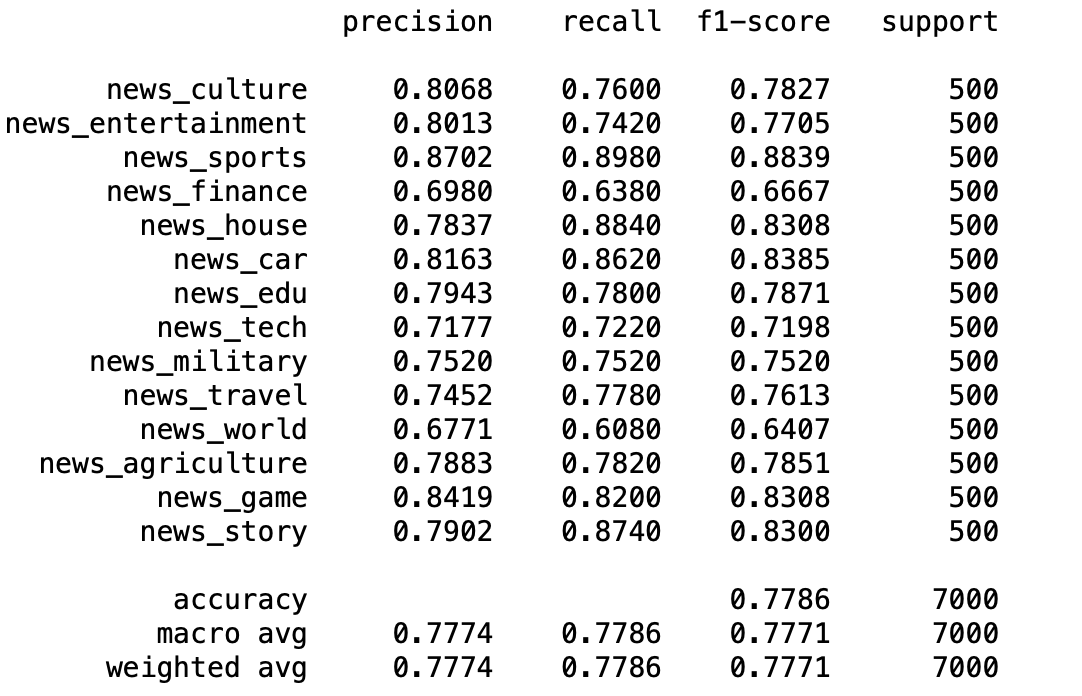 precision recall f1-score support
news_culture 0.8068 0.7600 0.7827 500
news_entertainment 0.8013 0.7420 0.7705 500
news_sports 0.8702 0.8980 0.8839 500
news_finance 0.6980 0.6380 0.6667 500
news_house 0.7837 0.8840 0.8308 500
news_car 0.8163 0.8620 0.8385 500
news_edu 0.7943 0.7800 0.7871 500
news_tech 0.7177 0.7220 0.7198 500
news_military 0.7520 0.7520 0.7520 500
news_travel 0.7452 0.7780 0.7613 500
news_world 0.6771 0.6080 0.6407 500
news_agriculture 0.7883 0.7820 0.7851 500
news_game 0.8419 0.8200 0.8308 500
news_story 0.7902 0.8740 0.8300 500
accuracy 0.7786 7000
macro avg 0.7774 0.7786 0.7771 7000
weighted avg 0.7774 0.7786 0.7771 7000